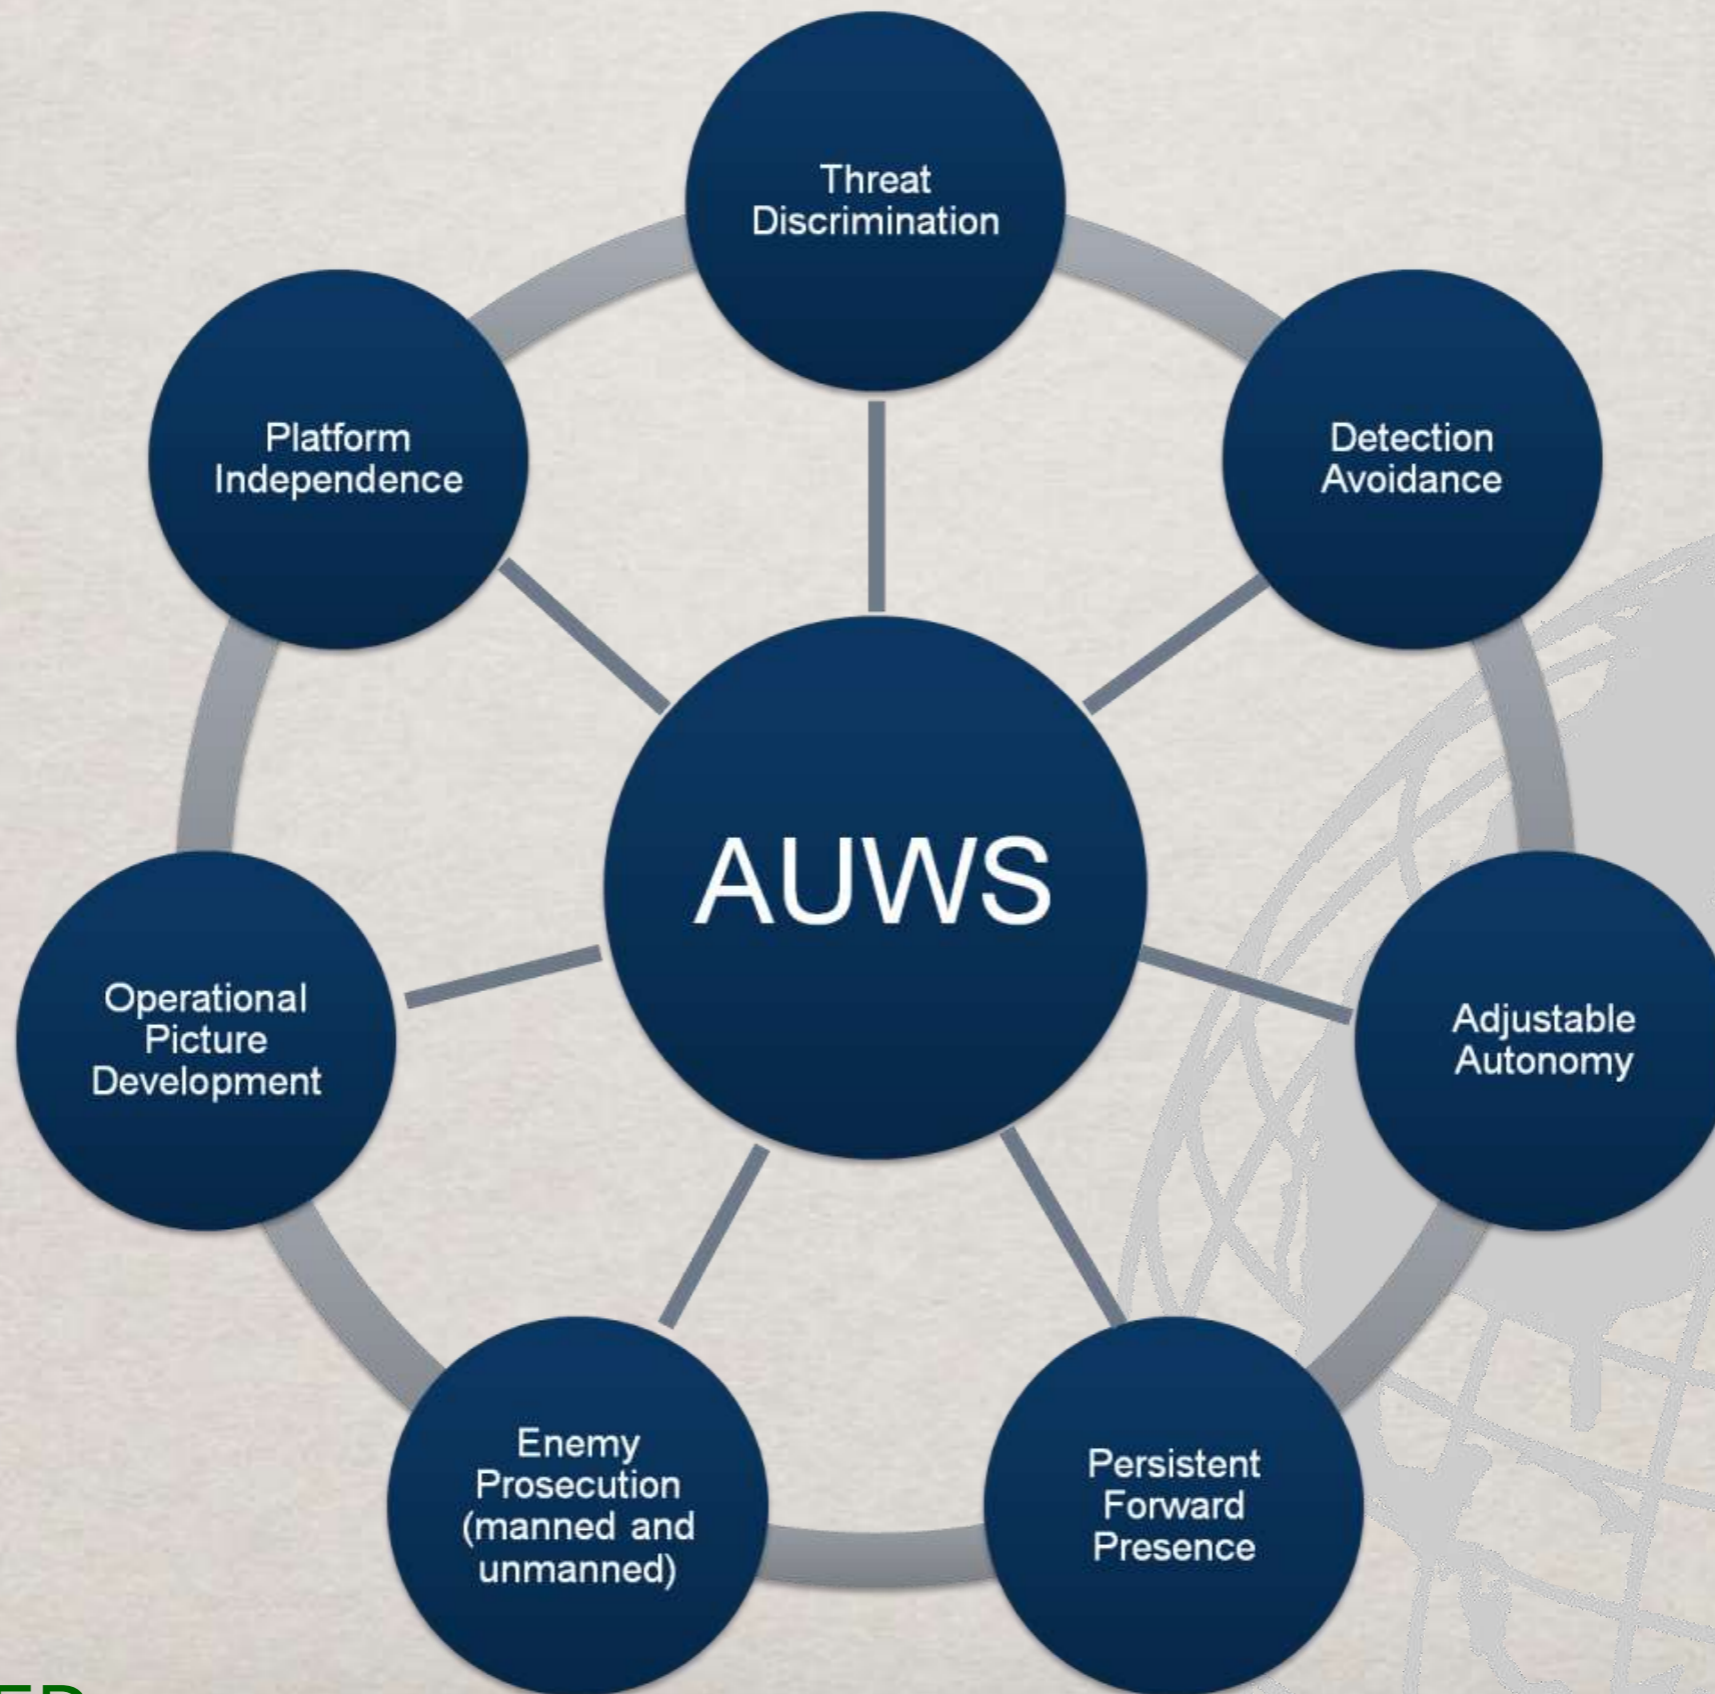 Threat
Discrimination
Detection
Avoidance
Adjustable
Autonomy
Persistent
Forward
Presence
Enemy
Prosecution
(manned and
unmanned)
Operational
Picture
Development
Platform
Independence
AUWS